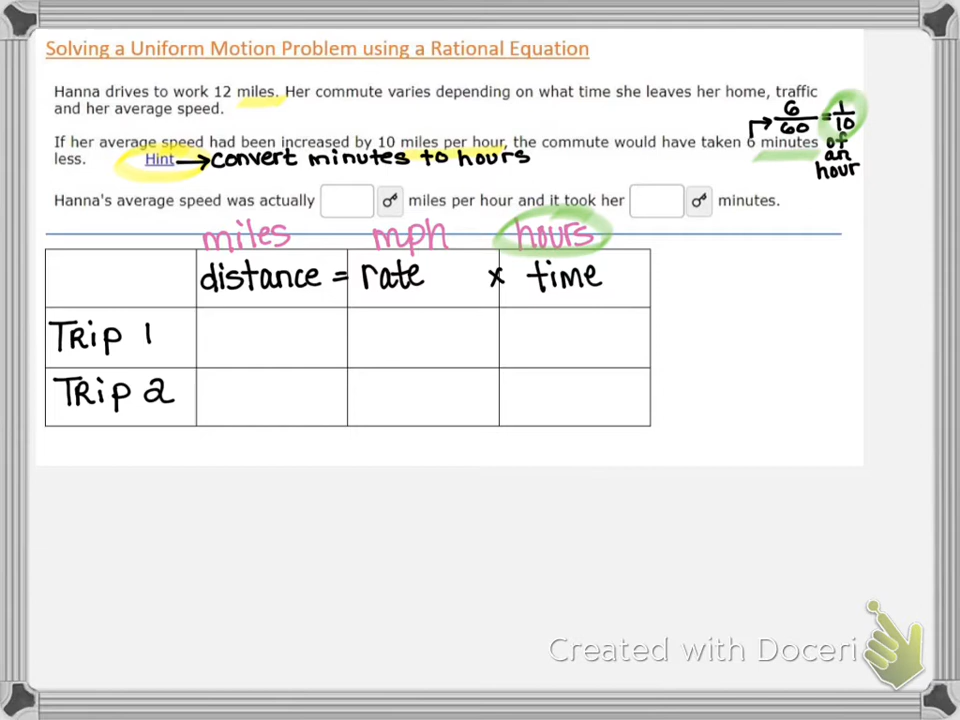 Solving a Uniform Motion Problem using a Rational Equation
Hanna drives to work 12 miles. Her commute varies depending on what time she leaves her home, traffic
and her average speed.
6/60 = 1/10
of
an
hour
If her average speed had been increased by 10 miles per hour, the commute would have taken 6 minutes
less.
Hint → convert minutes to hours
Hanna's average speed was actually miles per hour and it took her minutes.
miles mph hours
distance = rate x time
TRip 1
TRip 2
Created with Doceri